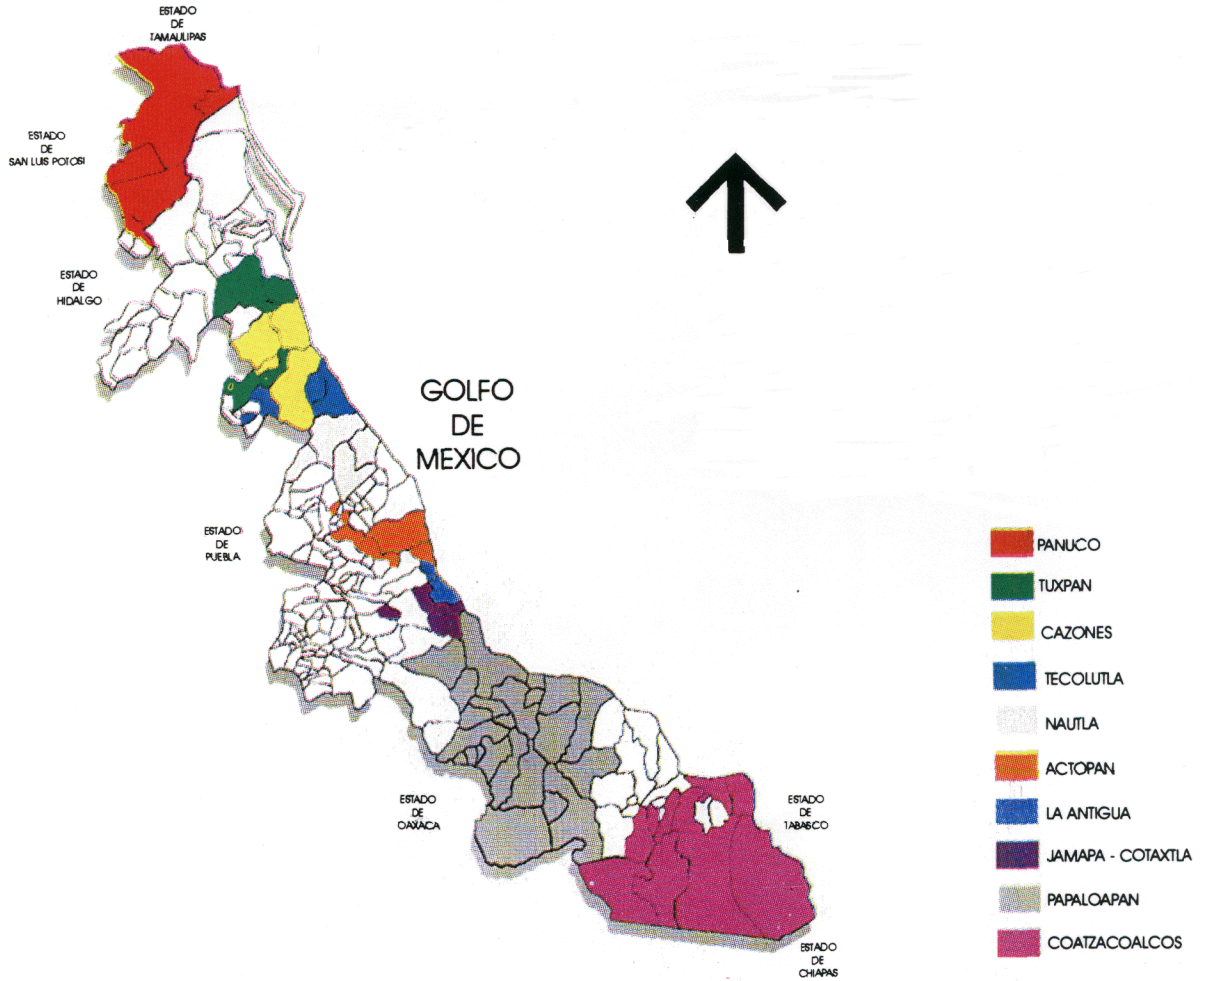 ESTADO
DE
TAMAULIPAS
ESTADO
DE
SAN LUIS POTOSI
ESTADO
DE
HIDALGO
GOLFO
DE
MEXICO
ESTADO
DE
PUEBLA
ESTADO
DE
OAXACA
ESTADO
DE
TABASCO
ESTADO
DE
CHIAPAS
PANUCO
TUXPAN
CAZONES
TECOLUTLA
NAUTLA
ACTOPAN
LA ANTIGUA
JAMAPA - COTAXTLA
PAPALOAPAN
COATZACOALCOS